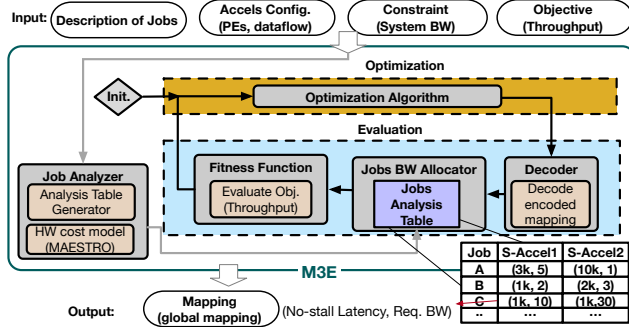 Input:
Description of Jobs
Accels Config.
(PEs, dataflow)
Constraint
(System BW)
Objective
(Throughput)
Optimization
Init.
Optimization Algorithm
Evaluation
Job Analyzer
Analysis Table
Generator
HW cost model
(MAESTRO)
Fitness Function
Evaluate Obj.
(Throughput)
Jobs BW Allocator
Jobs
Analysis
Table
Decoder
Decode
encoded
mapping
M3E
Job S-Accel1 S-Accel2
A (3k, 5) (10k, 1)
B (1k, 2) (2k, 3)
C (1k, 10) (1k,30)
.. ... ...
Output:
Mapping
(global mapping)
(No-stall Latency, Req. BW)